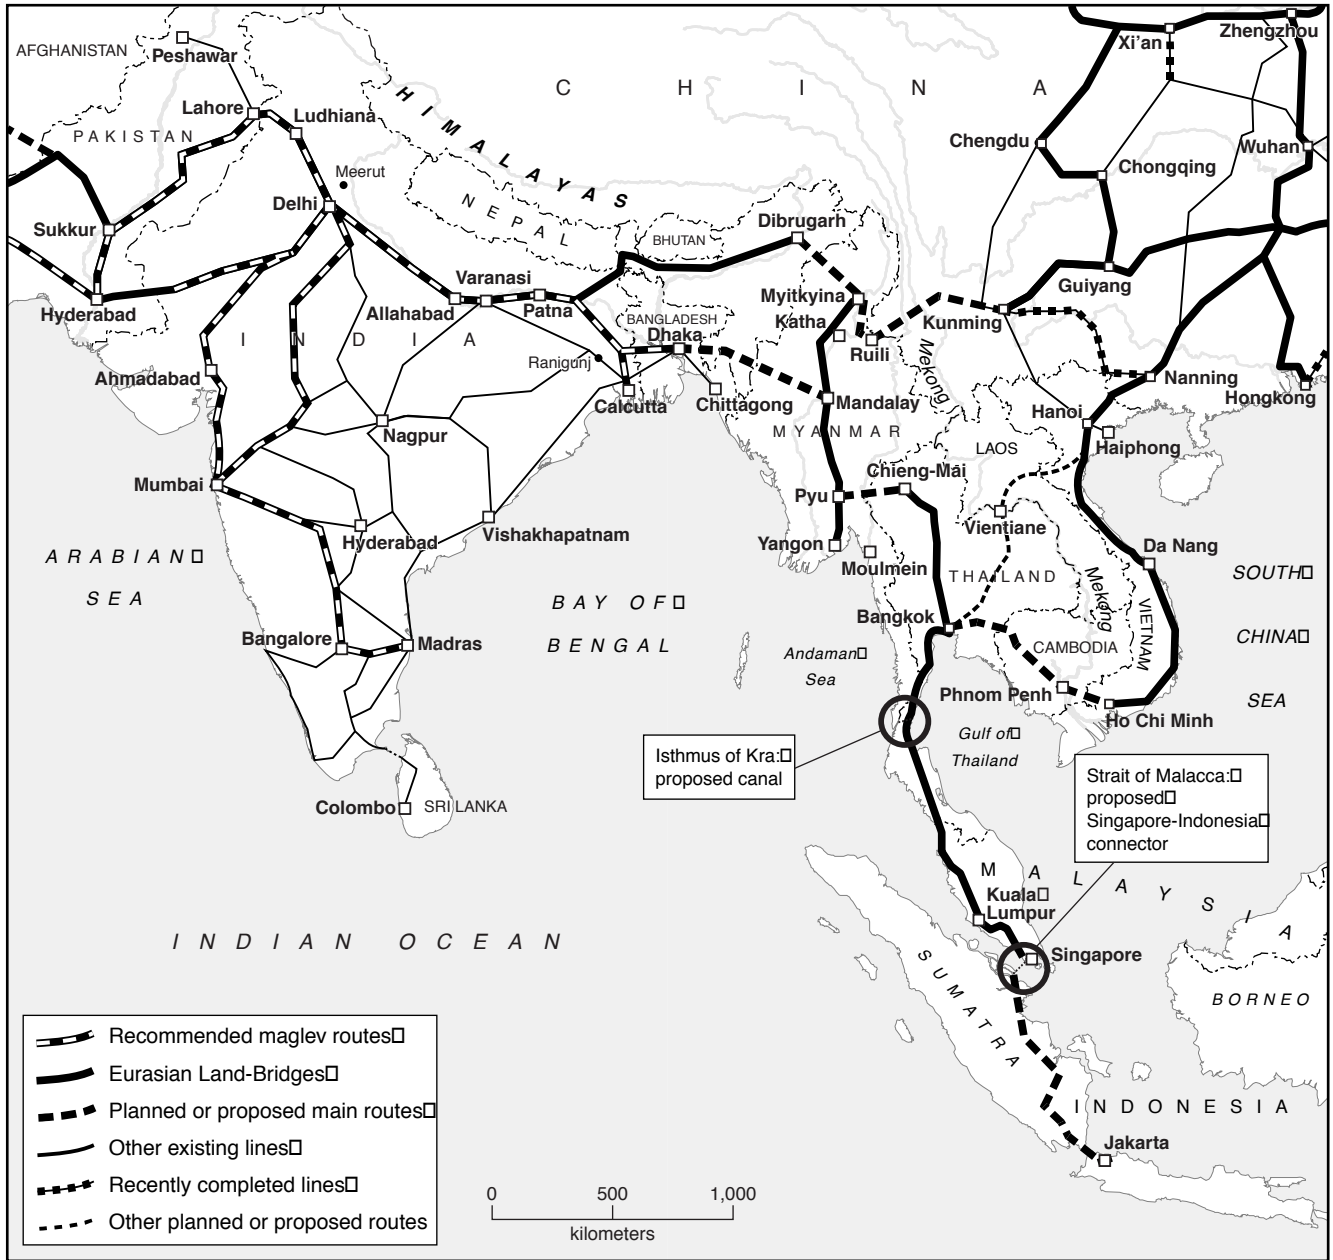 AFGHANISTAN
Peshawar
Xi'an
Zhengzhou
C H I N A
HIMALAYAS
Lahore
Ludhiana
PAKISTAN
Chengdu
Wuhan
Chongqing
Meerut
Delhi
NEPAL
Sukkur
Dibrugarh
BHUTAN
Varanasi
Guiyang
Hyderabad
Allahabad
Patna
Myitkyina
Kunming
BANGLADESH
Katha
I N D I A
Dhaka
Ruili
Mekong
Ranigunj
Ahmadabad
Nanning
Calcutta
Chittagong
Mandalay
Hongkong
Hanoi
Nagpur
MYANMAR
LAOS
Haiphong
Chieng-Mai
Mumbai
Pyu
Vientiane
Vishakhapatnam
Hyderabad
Yangon
Da Nang
ARABIAN□
SEA
Moulmein
THAILAND
Mekong
SOUTH□
CHINA□
SEA
BAY OF□
BENGAL
VIETNAM
Bangkok
Bangalore
Madras
Andaman□
Sea
CAMBODIA
Phnom Penh
Ho Chi Minh
Gulf of□
Thailand
Isthmus of Kra:□
proposed canal
Strait of Malacca:□
proposed□
Singapore-Indonesia□
connector
Colombo
SRI LANKA
MALAYSIA
Kuala□
Lumpur
INDIAN OCEAN
Singapore
SUMATRA
BORNEO
INDONESIA
Jakarta
Recommended maglev routes□
Eurasian Land-Bridges□
Planned or proposed main routes□
Other existing lines□
Recently completed lines□
Other planned or proposed routes
0 500 1,000
kilometers